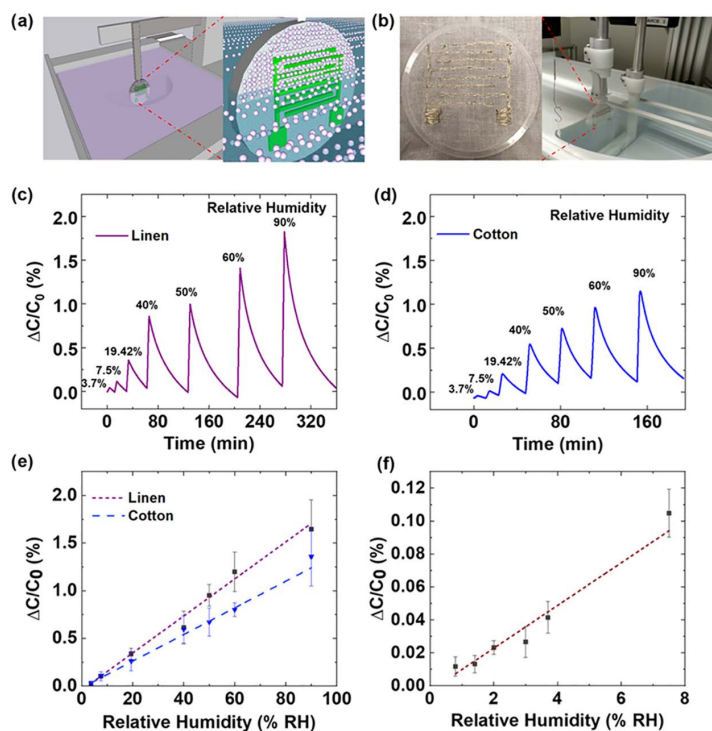 (a)
(b)
(c)
Relative Humidity
Linen
3.7%
7.5%
19.42%
40%
50%
60%
90%
ΔC/C₀ (%)
0.0
0.5
1.0
1.5
2.0
0 80 160 240 320
Time (min)
(d)
Relative Humidity
Cotton
3.7%
7.5%
19.42%
40%
50%
60%
90%
ΔC/C₀ (%)
0.0
0.5
1.0
1.5
2.0
0 80 160
Time (min)
(e)
Linen
Cotton
ΔC/C₀ (%)
0.0
0.5
1.0
1.5
2.0
0 20 40 60 80 100
Relative Humidity (% RH)
(f)
ΔC/C₀ (%)
0.00
0.02
0.04
0.06
0.08
0.10
0.12
0 2 4 6 8
Relative Humidity (% RH)